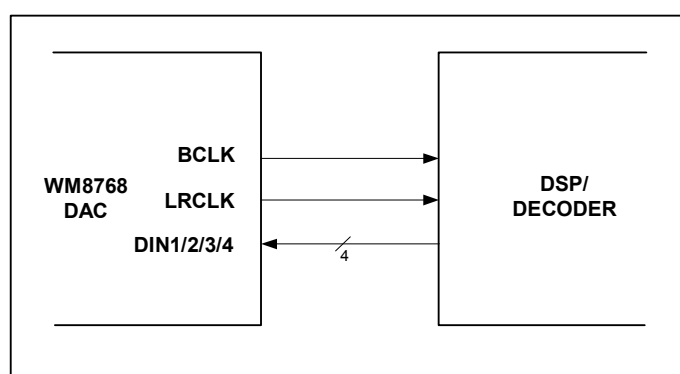 BCLK
WM8768
DAC
LRCLK
DIN1/2/3/4
4
DSP/
DECODER